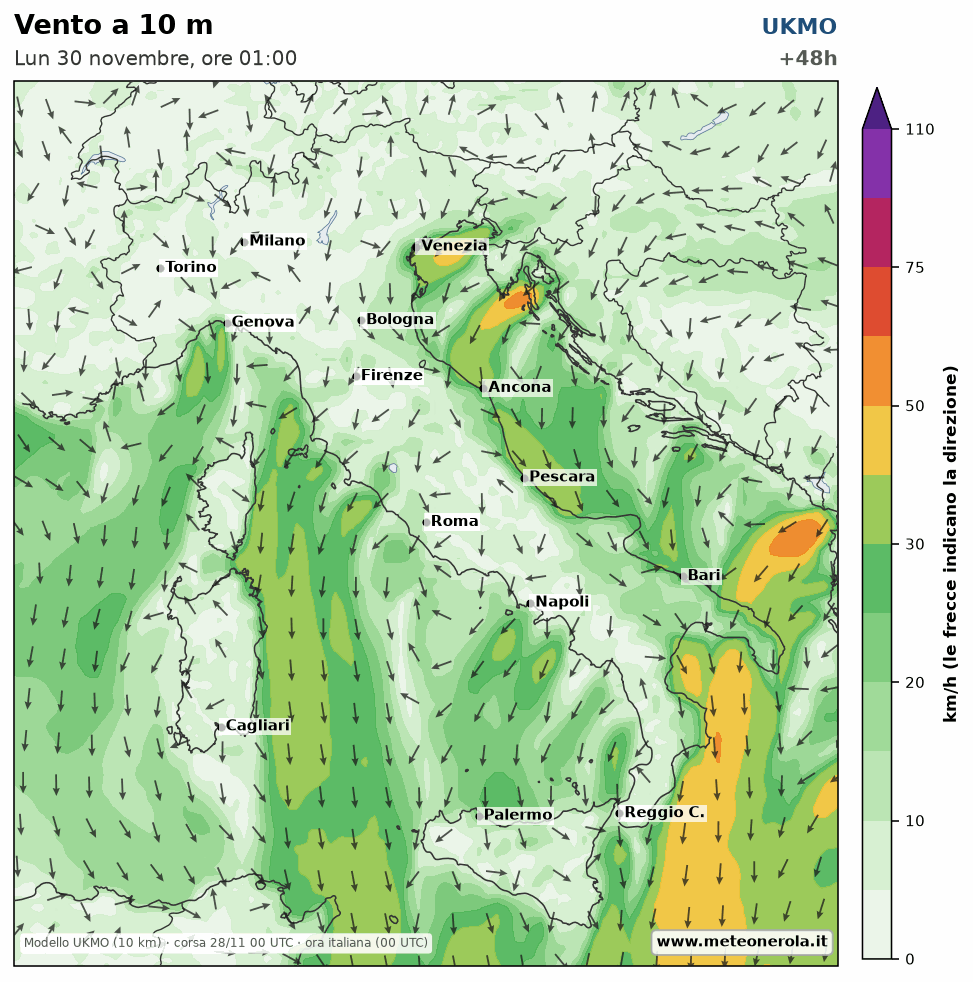 Vento a 10 m
UKMO
Lun 30 novembre, ore 01:00
+48h
Venezia
Milano
Torino
Genova
Bologna
Firenze
Ancona
Pescara
Roma
Bari
Napoli
Cagliari
Palermo
Reggio C.
Modello UKMO (10 km) · corsa 28/11 00 UTC · ora italiana (00 UTC)
www.meteonerola.it
110
75
50
30
20
10
0
km/h (le frecce indicano la direzione)